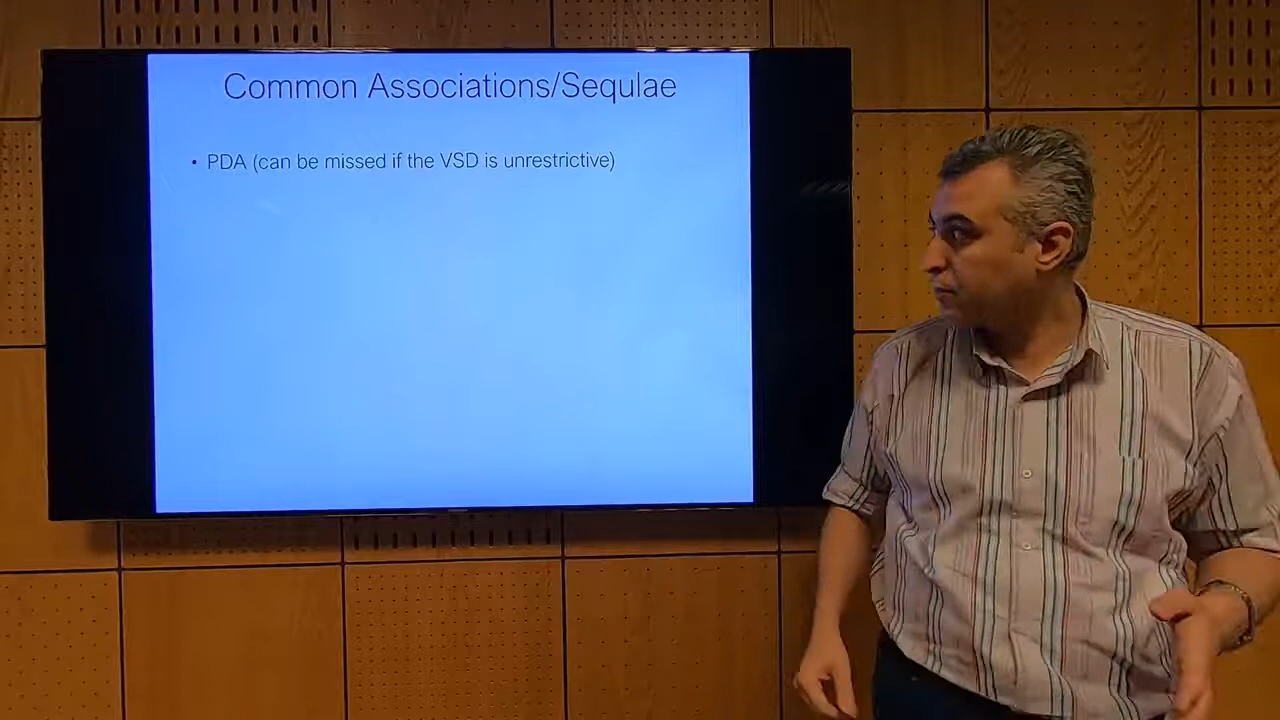 Common Associations/Sequlae
• PDA (can be missed if the VSD is unrestrictive)